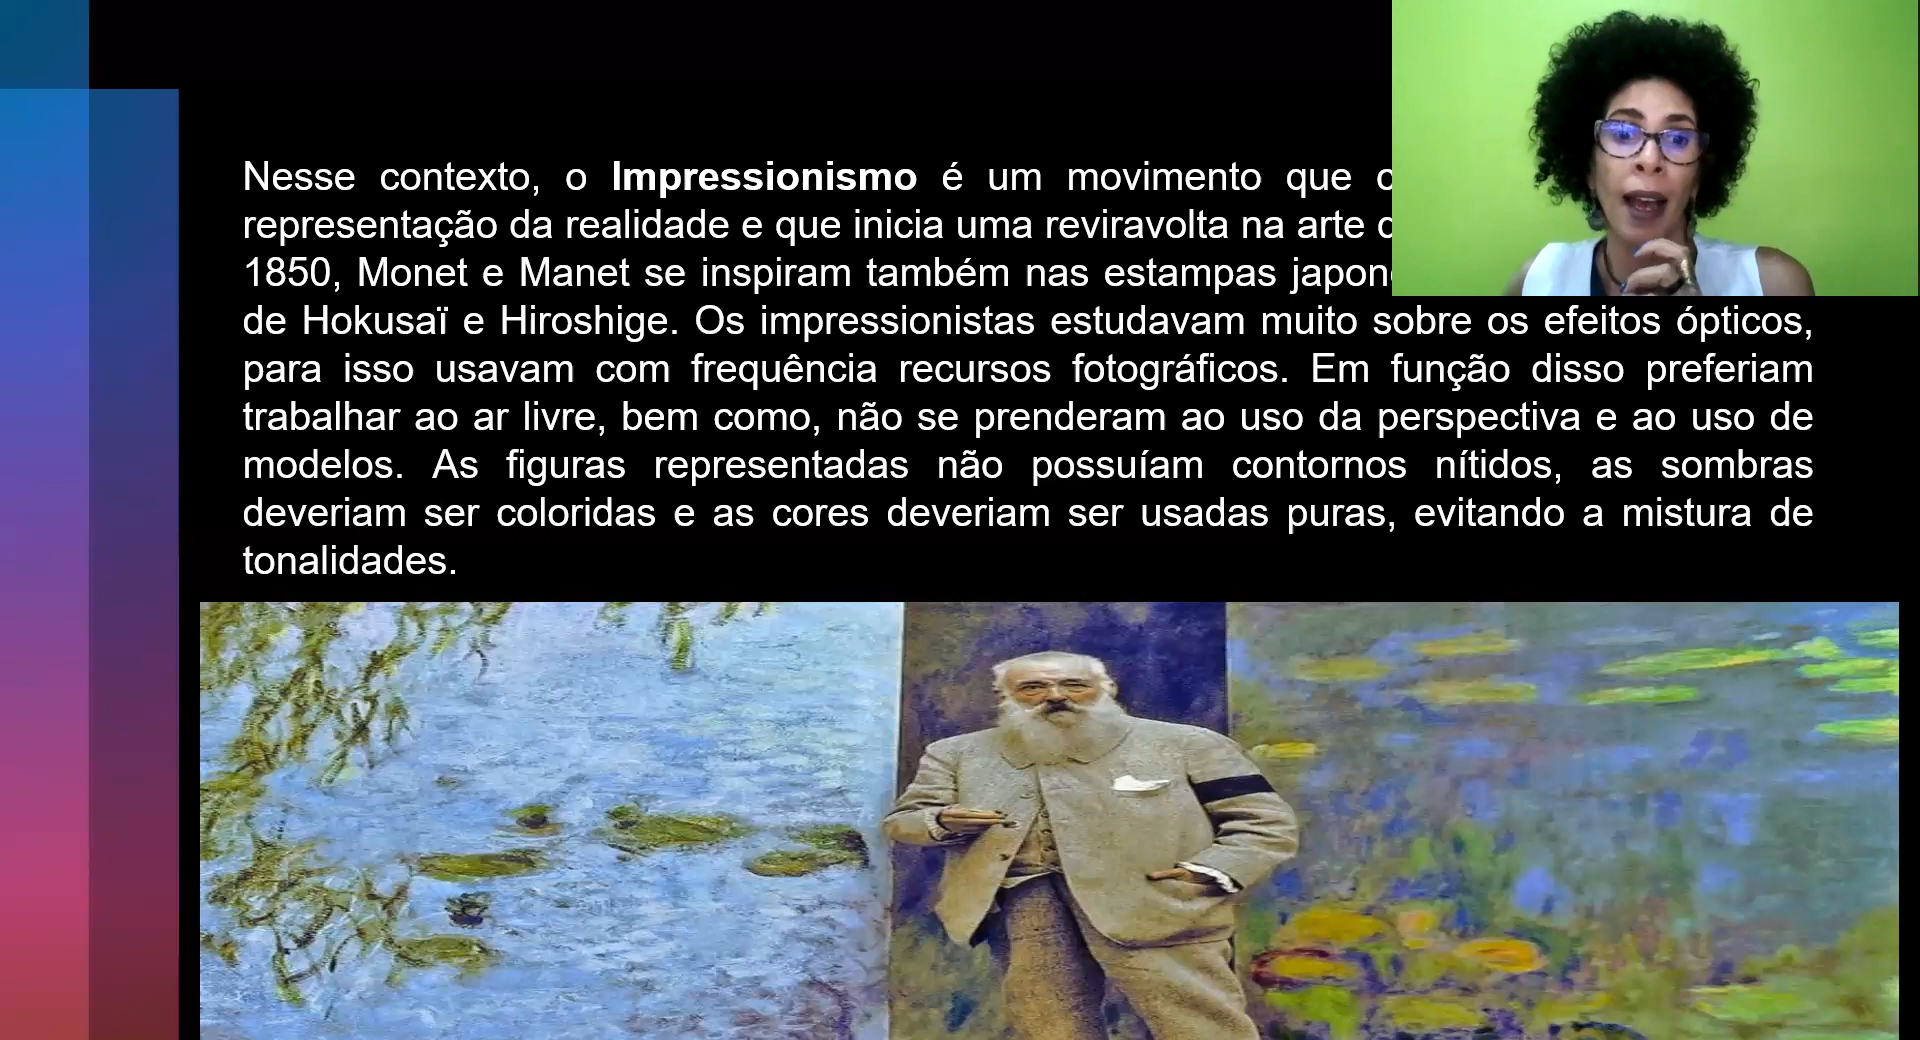 Nesse contexto, o Impressionismo é um movimento que
representação da realidade e que inicia uma reviravolta na arte
1850, Monet e Manet se inspiram também nas estampas
de Hokusaï e Hiroshige. Os impressionistas estudavam muito sobre os efeitos ópticos,
para isso usavam com frequência recursos fotográficos. Em função disso preferiam
trabalhar ao ar livre, bem como, não se prenderam ao uso da perspectiva e ao uso de
modelos. As figuras representadas não possuíam contornos nítidos, as sombras
deveriam ser coloridas e as cores deveriam ser usadas puras, evitando a mistura de
tonalidades.